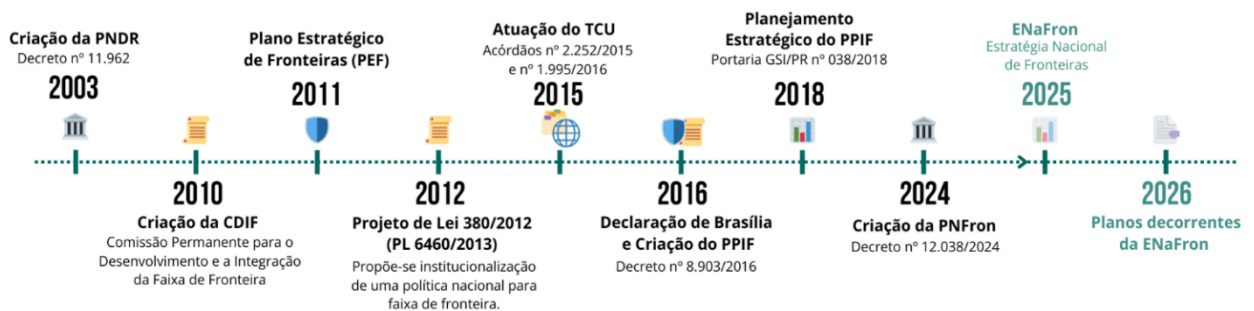 Criação da PNDR
Decreto nº 11.962
2003
2010
Criação da CDIF
Comissão Permanente para o
Desenvolvimento e a Integração
da Faixa de Fronteira
Plano Estratégico
de Fronteiras (PEF)
2011
2012
Projeto de Lei 380/2012
(PL 6460/2013)
Propõe-se institucionalização
de uma política nacional para
faixa de fronteira.
Atuação do TCU
Acórdãos nº 2.252/2015
e nº 1.995/2016
2015
2016
Declaração de Brasília
e Criação do PPIF
Decreto nº 8.903/2016
Planejamento
Estratégico do PPIF
Portaria GSI/PR nº 038/2018
2018
2024
Criação da PNFron
Decreto nº 12.038/2024
ENaFron
Estratégia Nacional
de Fronteiras
2025
2026
Planos decorrentes
da ENaFron